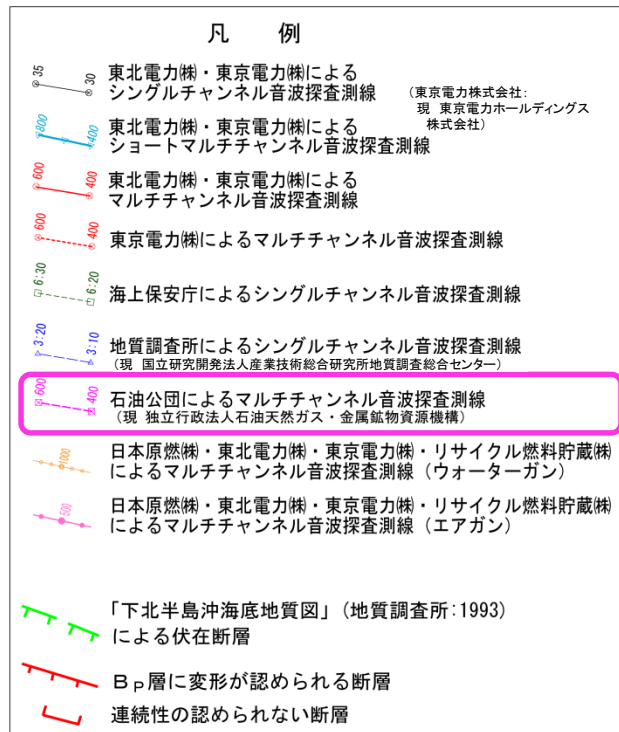 凡 例
35 30
東北電力㈱・東京電力㈱による
シングルチャンネル音波探査測線
(東京電力株式会社:
現 東京電力ホールディングス
株式会社)
800 400
東北電力㈱・東京電力㈱による
ショートマルチチャンネル音波探査測線
600 400
東北電力㈱・東京電力㈱による
マルチチャンネル音波探査測線
600 400
東京電力㈱によるマルチチャンネル音波探査測線
6:30 6:20
海上保安庁によるシングルチャンネル音波探査測線
3:20 3:10
地質調査所によるシングルチャンネル音波探査測線
(現 国立研究開発法人産業技術総合研究所地質調査総合センター)
600 400
石油公団によるマルチチャンネル音波探査測線
(現 独立行政法人石油天然ガス・金属鉱物資源機構)
1000
日本原燃㈱・東北電力㈱・東京電力㈱・リサイクル燃料貯蔵㈱
によるマルチチャンネル音波探査測線(ウォーターガン)
500
日本原燃㈱・東北電力㈱・東京電力㈱・リサイクル燃料貯蔵㈱
によるマルチチャンネル音波探査測線(エアガン)
「下北半島沖海底地質図」(地質調査所:1993)
による伏在断層
BP層に変形が認められる断層
連続性の認められない断層